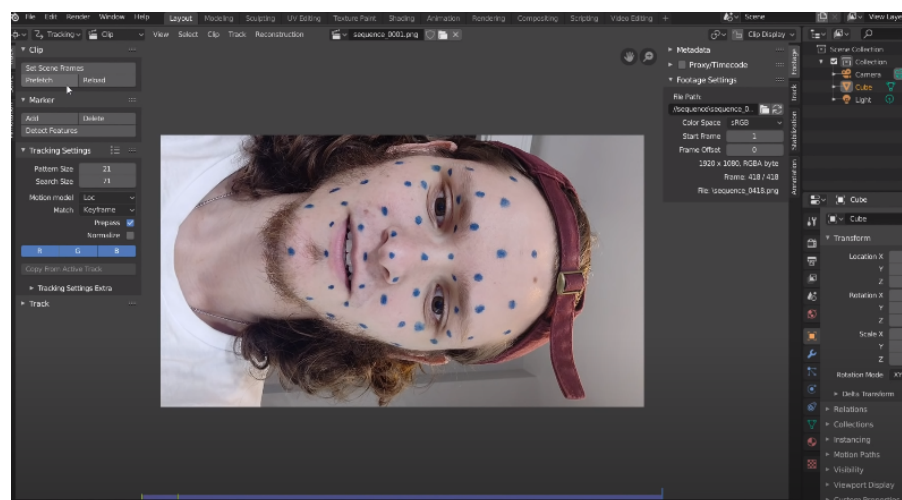 File Edit Render Window Help Layout Modeling Sculpting UV Editing Texture Paint Shading Animation Rendering Compositing Scripting Video Editing + Scene View Laye
Tracking Clip View Select Clip Track Reconstruction sequence_0001.png Clip Display
Clip
Set Scene Frames
Prefetch Reload
Marker
Add Delete
Detect Features
Tracking Settings
Pattern Size 21
Search Size 71
Motion model Loc
Match Keyframe
Prepass
Normalize
R G B
Copy From Active Track
Tracking Settings Extra
Track
Metadata
Proxy/Timecode
Footage Settings
File Path:
//sequence\sequence_0..
Color Space sRGB
Start Frame 1
Frame Offset 0
1920 x 1080, RGBA byte
Frame: 418 / 418
File: \sequence_0418.png
Footage
Track
Stabilization
Annotation
Scene Collection
Collection
Camera
Cube
Light
Cube
Cube
Transform
Location X
Y
Z
Rotation X
Y
Z
Scale X
Y
Z
Rotation Mode XY
Delta Transform
Relations
Collections
Instancing
Motion Paths
Visibility
Viewport Display
Custom Properties